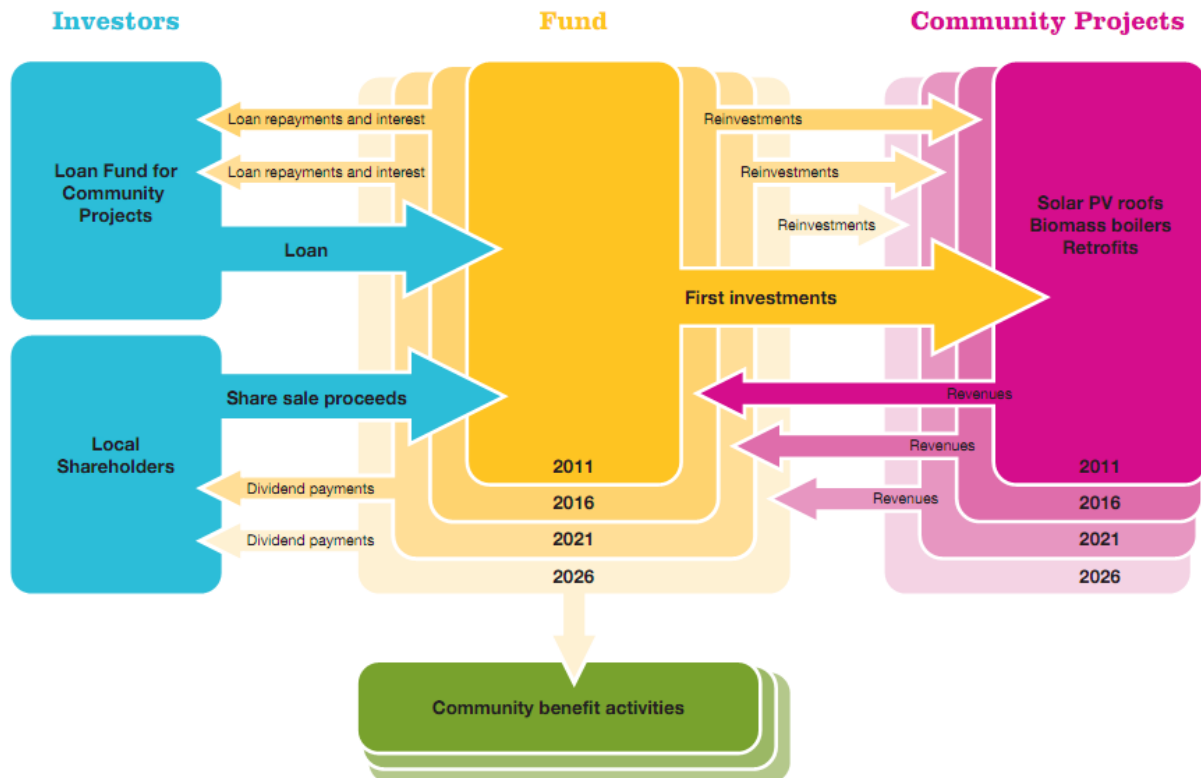 Investors
Fund
Community Projects
Loan repayments and interest
Reinvestments
Loan repayments and interest
Reinvestments
Loan Fund for
Community
Projects
Solar PV roofs
Biomass boilers
Retrofits
Reinvestments
Loan
First investments
Share sale proceeds
Revenues
Local
Shareholders
Revenues
2011
2011
Dividend payments
Revenues
2016
2016
Dividend payments
2021
2021
2026
2026
Community benefit activities